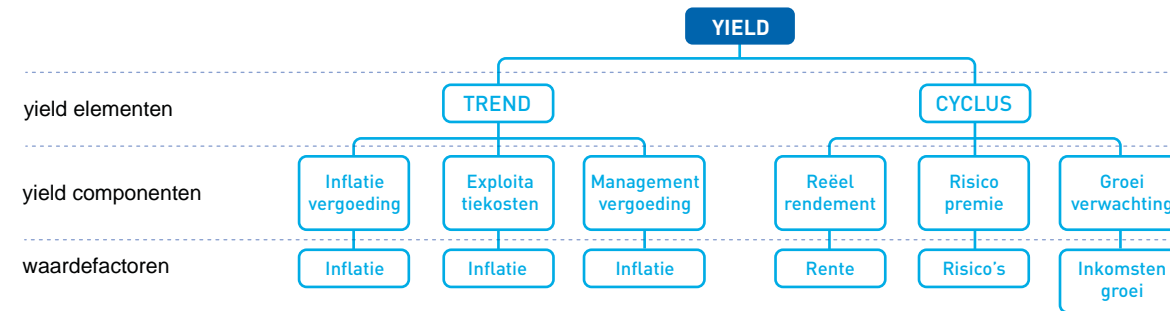 YIELD
yield elementen
TREND
CYCLUS
yield componenten
Inflatie
vergoeding
Exploita
tiekosten
Management
vergoeding
Reëel
rendement
Risico
premie
Groei
verwachting
waardefactoren
Inflatie
Inflatie
Inflatie
Rente
Risico's
Inkomsten
groei